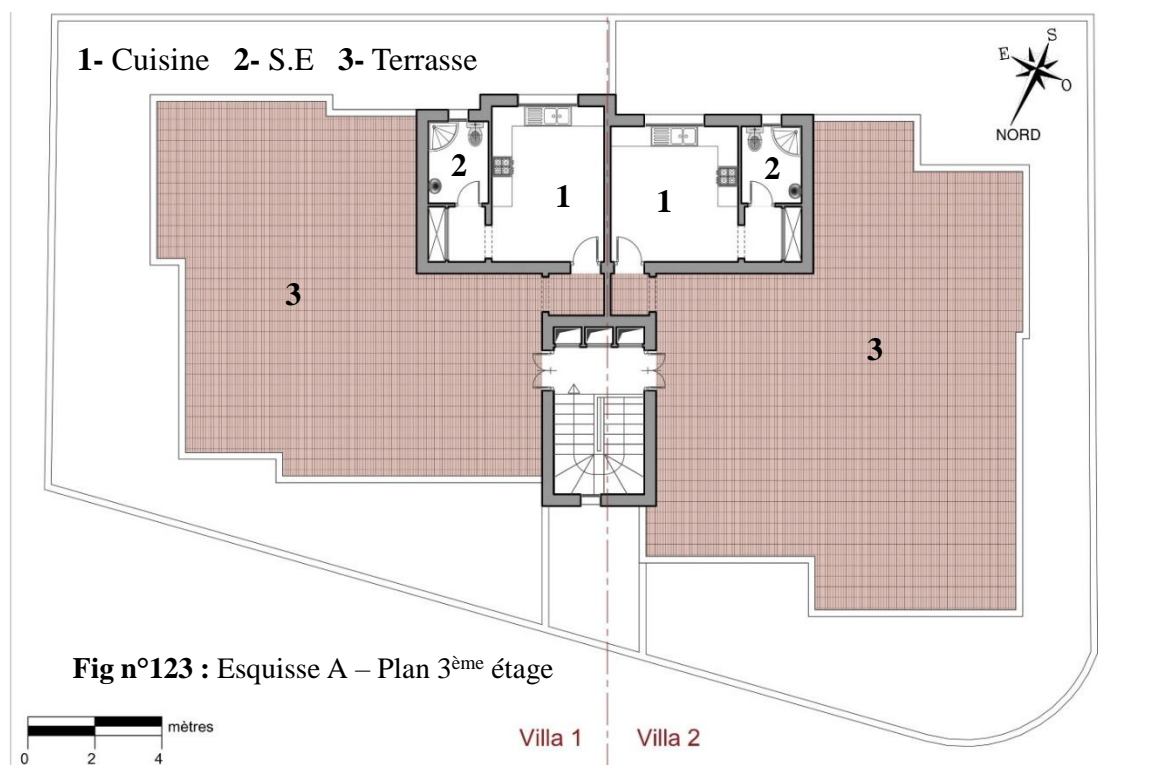 1- Cuisine 2- S.E 3- Terrasse
S
E
O
NORD
2
1
1
2
3
3
Fig n°123 : Esquisse A – Plan 3ème étage
mètres
0 2 4
Villa 1 Villa 2